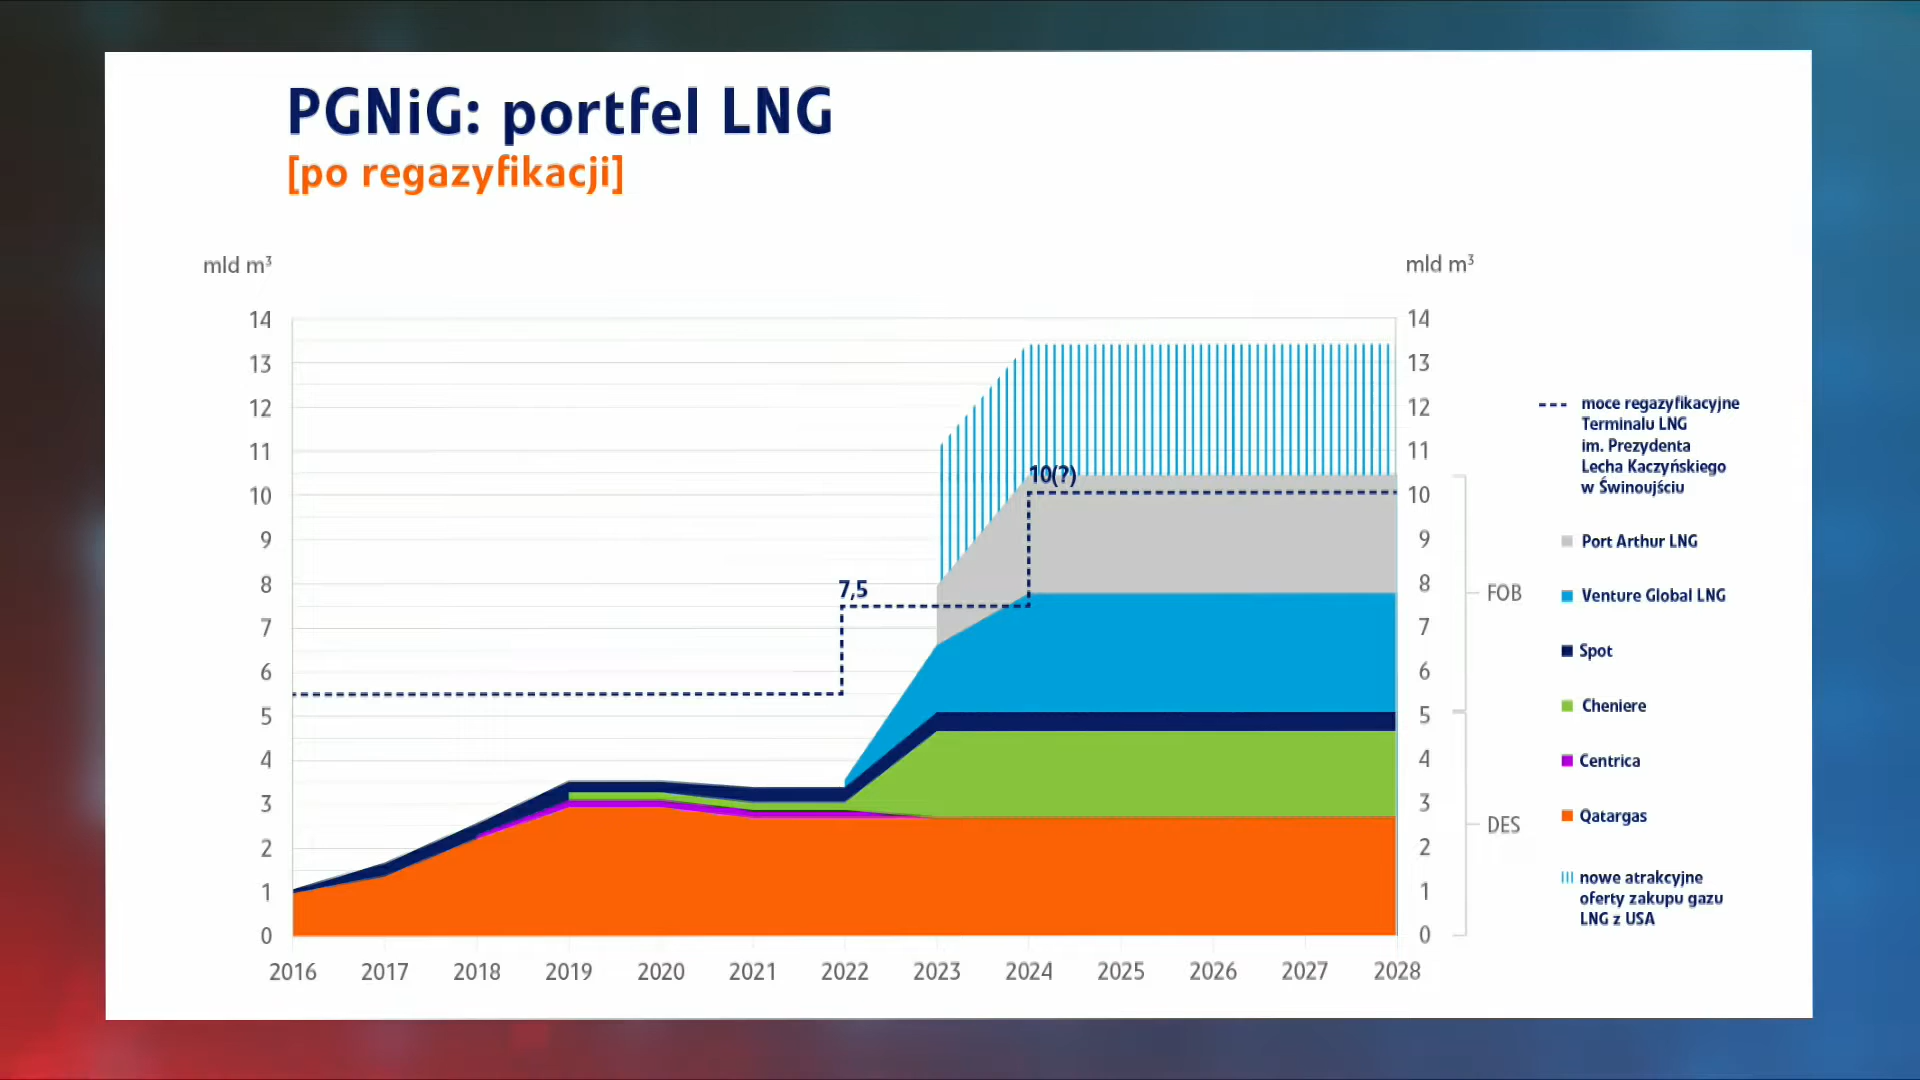 PGNiG: portfel LNG
[po regazyfikacji]
mld m³
mld m³
14
13
12
11
10
9
8
7
6
5
4
3
2
1
0
7,5
10(?)
14
13
12
11
10
9
8
7
6
5
4
3
2
1
0
2016 2017 2018 2019 2020 2021 2022 2023 2024 2025 2026 2027 2028
FOB
DES
moce regazyfikacyjne
Terminalu LNG
im. Prezydenta
Lecha Kaczyńskiego
w Świnoujściu
Port Arthur LNG
Venture Global LNG
Spot
Cheniere
Centrica
Qatargas
nowe atrakcyjne
oferty zakupu gazu
LNG z USA